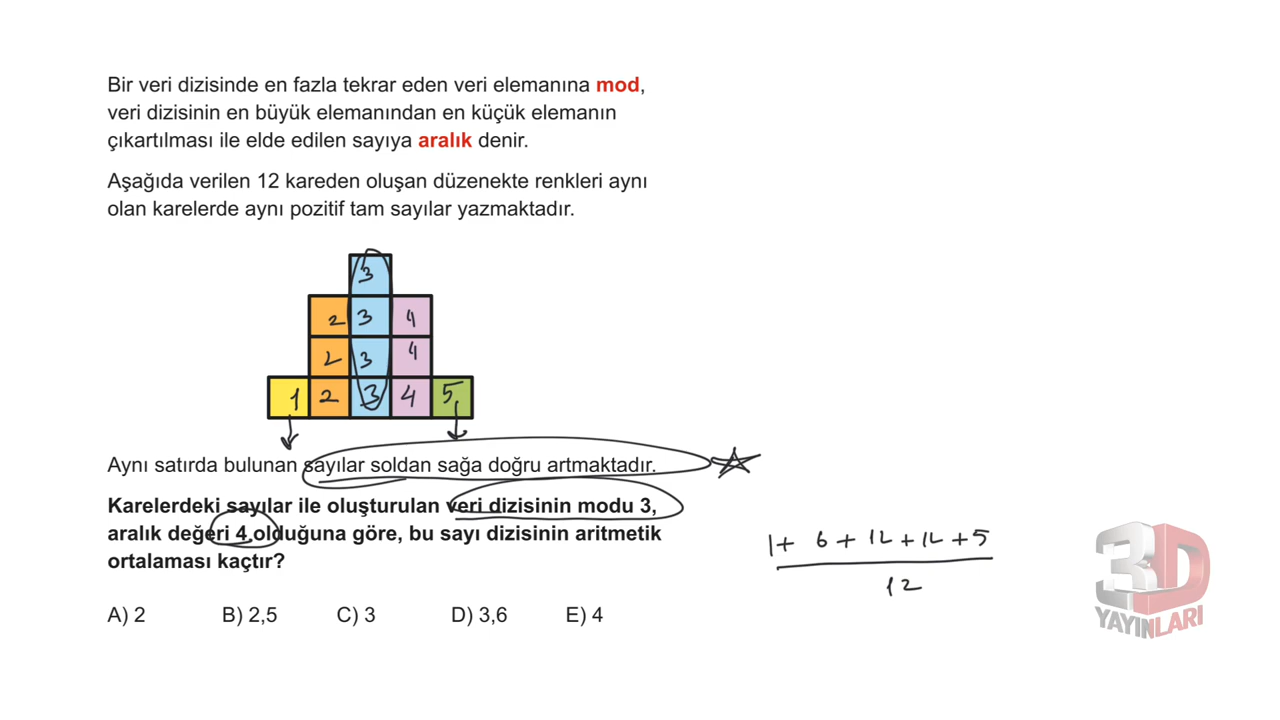 Bir veri dizisinde en fazla tekrar eden veri elemanına mod,
veri dizisinin en büyük elemanından en küçük elemanın
çıkartılması ile elde edilen sayıya aralık denir.
Aşağıda verilen 12 kareden oluşan düzenekte renkleri aynı
olan karelerde aynı pozitif tam sayılar yazmaktadır.
3
2 3 4
2 3 4
1 2 3 4 5
Aynı satırda bulunan sayılar soldan sağa doğru artmaktadır.
Karelerdeki sayılar ile oluşturulan veri dizisinin modu 3,
aralık değeri 4 olduğuna göre, bu sayı dizisinin aritmetik
ortalaması kaçtır?
1 + 6 + 12 + 12 + 5
12
A) 2 B) 2,5 C) 3 D) 3,6 E) 4
3D
YAYINLARI